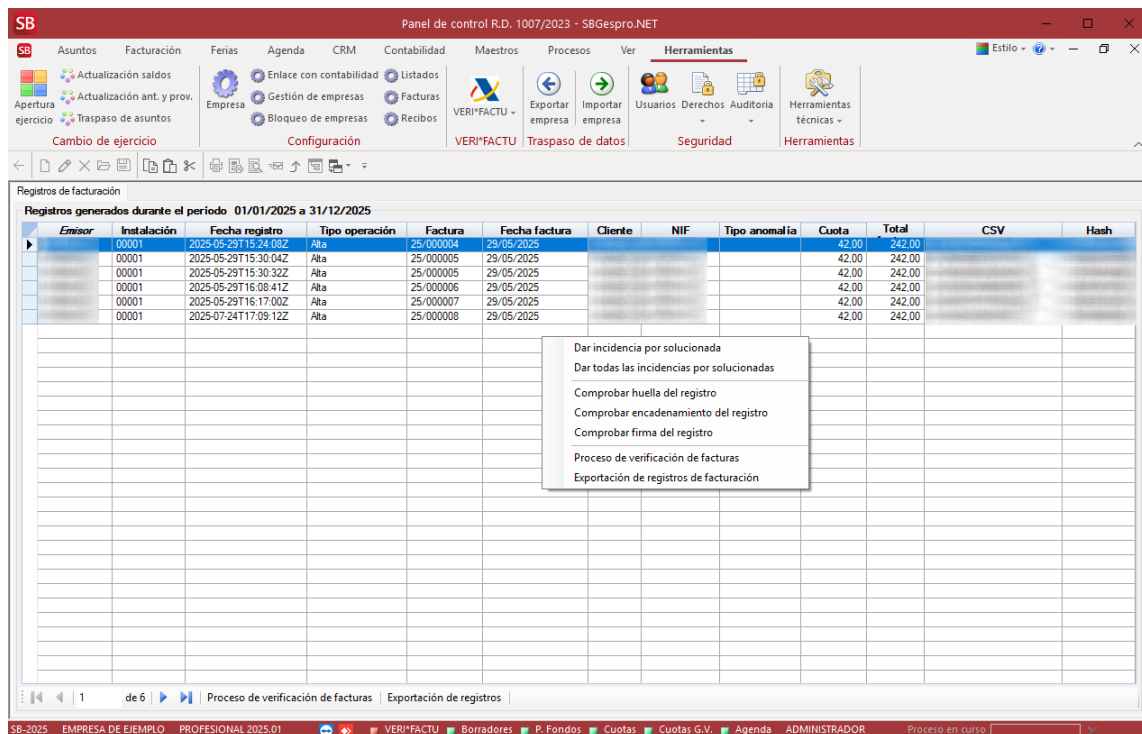 SB Panel de control R.D. 1007/2023 - SBGespro.NET
SB Asuntos Facturación Ferias Agenda CRM Contabilidad Maestros Procesos Ver Herramientas Estilo
Actualización saldos Enlace con contabilidad Listados
Apertura ejercicio Actualización ant. y prov. Empresa Gestión de empresas Facturas VERI*FACTU Exportar empresa Importar empresa Usuarios Derechos Auditoria Herramientas técnicas
Traspaso de asuntos Bloqueo de empresas Recibos
Cambio de ejercicio Configuración VERI*FACTU Traspaso de datos Seguridad Herramientas
Registros de facturación
Registros generados durante el período 01/01/2025 a 31/12/2025
Emisor Instalación Fecha registro Tipo operación Factura Fecha factura Cliente NIF Tipo anomalía Cuota Total CSV Hash
00001 2025-05-29T15:24:08Z Alta 25/000004 29/05/2025 42,00 242,00
00001 2025-05-29T15:30:04Z Alta 25/000005 29/05/2025 42,00 242,00
00001 2025-05-29T15:30:32Z Alta 25/000005 29/05/2025 42,00 242,00
00001 2025-05-29T16:08:41Z Alta 25/000006 29/05/2025 42,00 242,00
00001 2025-05-29T16:17:00Z Alta 25/000007 29/05/2025 42,00 242,00
00001 2025-07-24T17:09:12Z Alta 25/000008 29/05/2025 42,00 242,00
Dar incidencia por solucionada
Dar todas las incidencias por solucionadas
Comprobar huella del registro
Comprobar encadenamiento del registro
Comprobar firma del registro
Proceso de verificación de facturas
Exportación de registros de facturación
1 de 6 Proceso de verificación de facturas Exportación de registros
SB-2025 EMPRESA DE EJEMPLO PROFESIONAL 2025.01 VERI*FACTU Borradores P. Fondos Cuotas Cuotas G.V. Agenda ADMINISTRADOR Proceso en curso